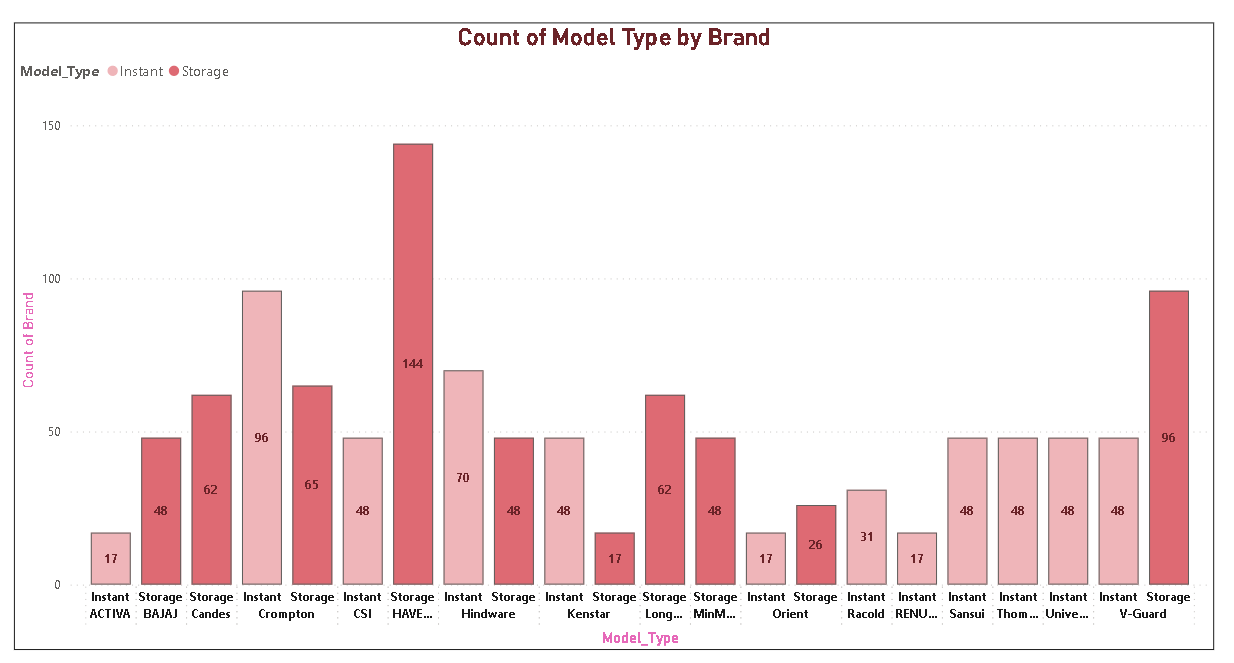 Count of Model Type by Brand
Model_Type Instant Storage
150
100
50
0
Count of Brand
17 48 62 96 65 48 144 70 48 48 17 62 48 17 26 31 17 48 48 48 48 96
Instant Storage Storage Instant Storage Instant Storage Instant Storage Instant Storage Storage Storage Instant Storage Instant Instant Instant Instant Instant Instant Storage
ACTIVA BAJAJ Candes Crompton CSI HAVE... Hindware Kenstar Long... MinM... Orient Racold RENU... Sansui Thom... Unive... V-Guard
Model_Type